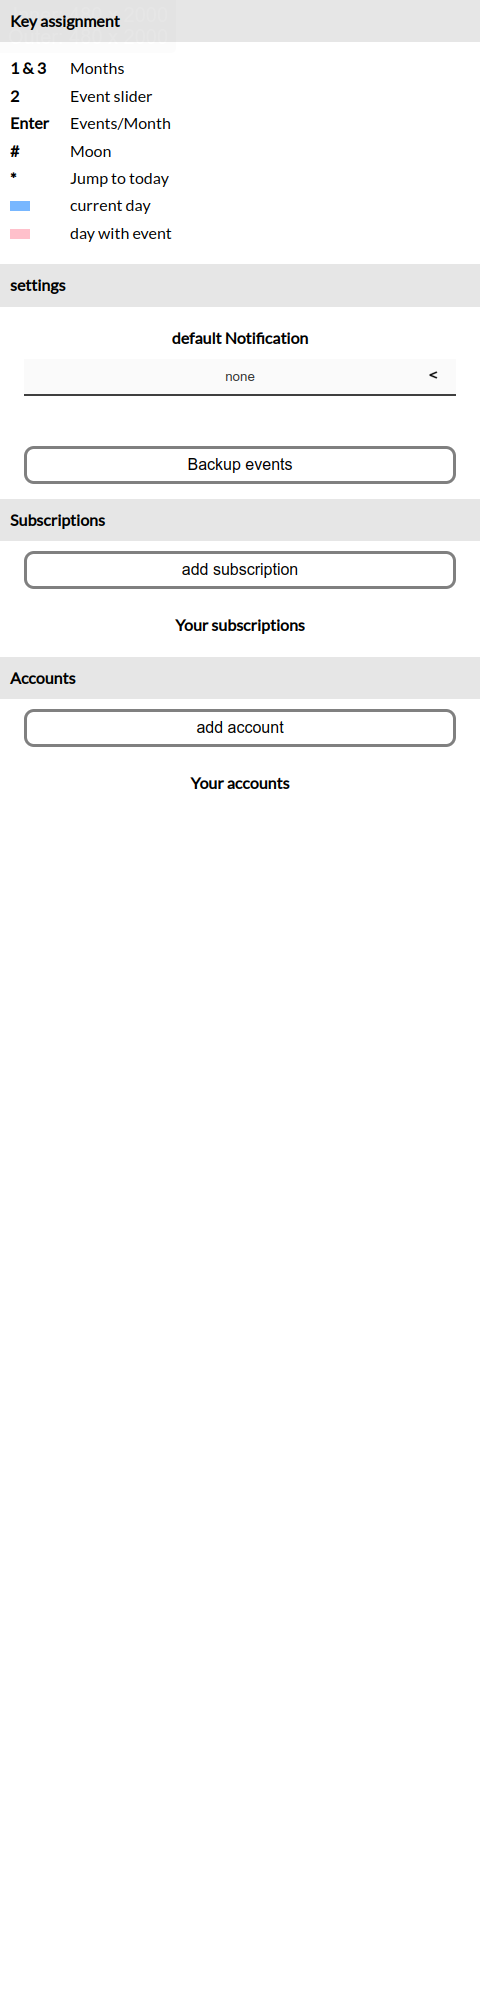 Key assignment
1 & 3 Months
2 Event slider
Enter Events/Month
# Moon
* Jump to today
current day
day with event
settings
default Notification
none <
Backup events
Subscriptions
add subscription
Your subscriptions
Accounts
add account
Your accounts